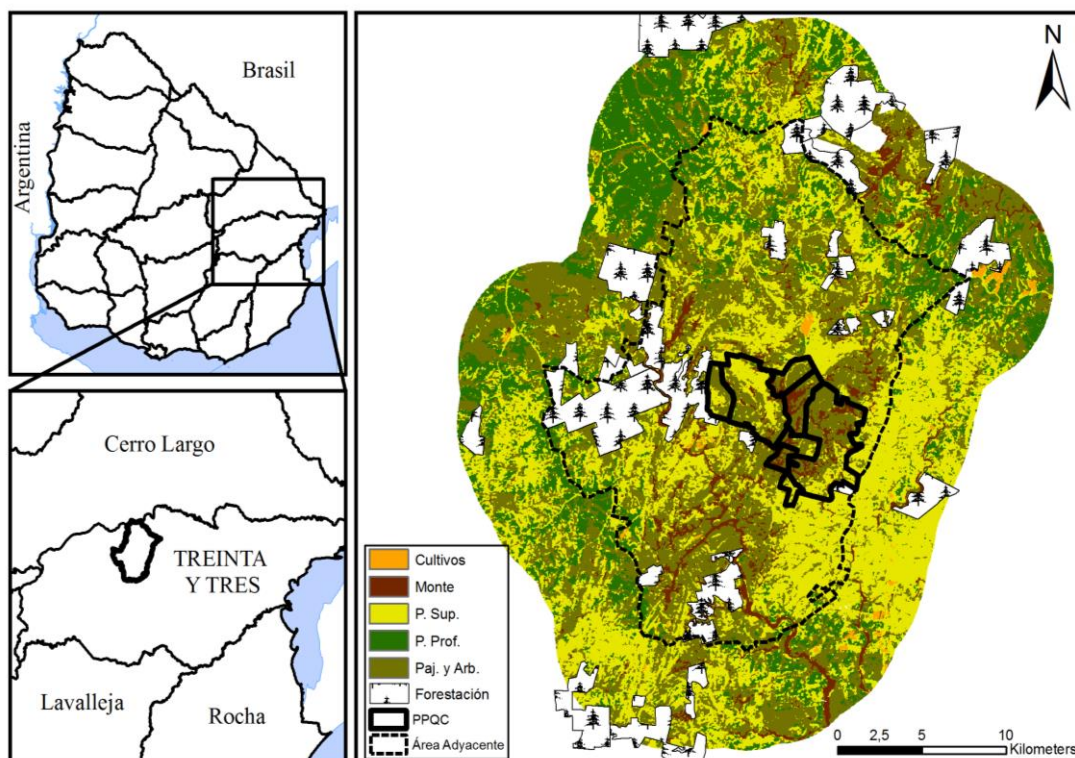 Brasil
Argentina
Cerro Largo
TREINTA
Y TRES
Lavalleja
Rocha
N
Cultivos
Monte
P. Sup.
P. Prof.
Paj. y Arb.
Forestación
PPQC
Área Adyacente
0 2,5 5 10
Kilometers